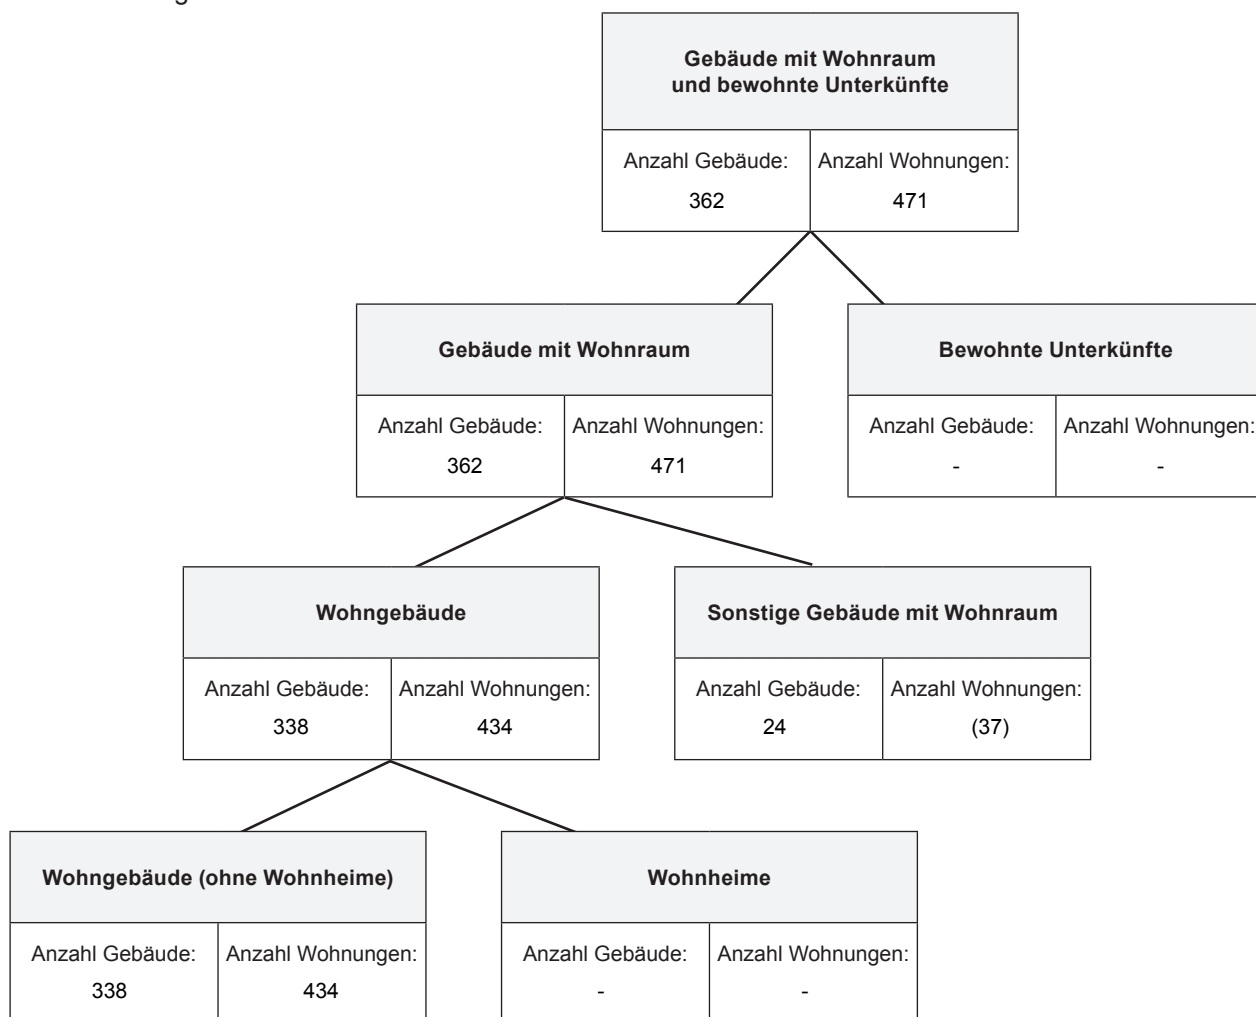 Gebäude mit Wohnraum
und bewohnte Unterkünfte
Anzahl Gebäude: Anzahl Wohnungen:
362 471
Gebäude mit Wohnraum
Anzahl Gebäude: Anzahl Wohnungen:
362 471
Bewohnte Unterkünfte
Anzahl Gebäude: Anzahl Wohnungen:
- -
Wohngebäude
Anzahl Gebäude: Anzahl Wohnungen:
338 434
Sonstige Gebäude mit Wohnraum
Anzahl Gebäude: Anzahl Wohnungen:
24 (37)
Wohngebäude (ohne Wohnheime)
Anzahl Gebäude: Anzahl Wohnungen:
338 434
Wohnheime
Anzahl Gebäude: Anzahl Wohnungen:
- -